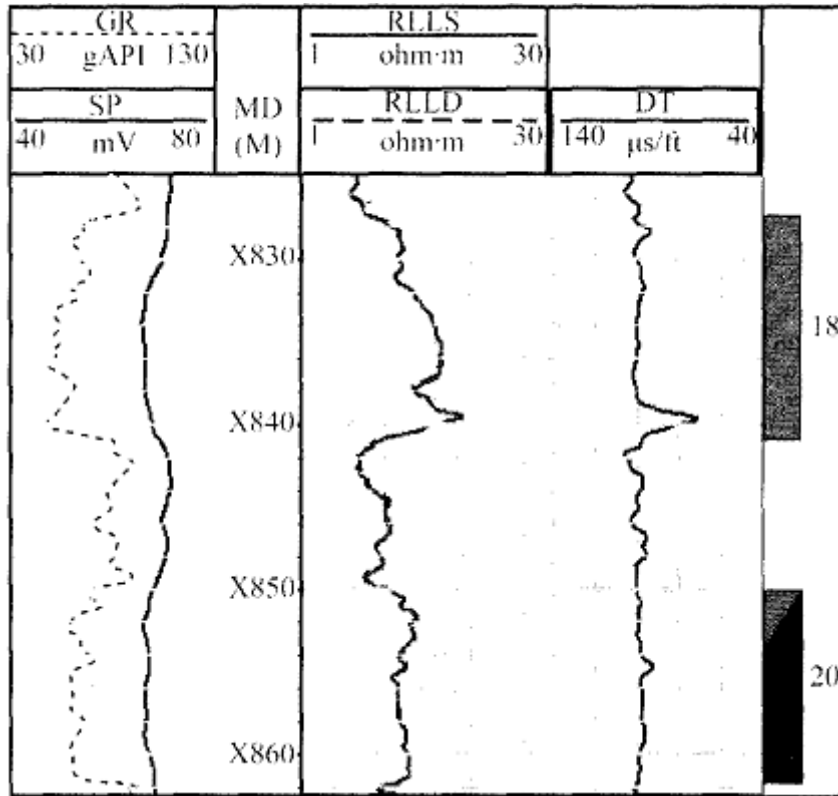 GR RLLS
30 gAPI 130 1 ohm·m 30
SP MD RLLD DT
40 mV 80 (M) 1 ohm·m 30 140 μs/ft 40
X830
18
X840
X850
20
X860